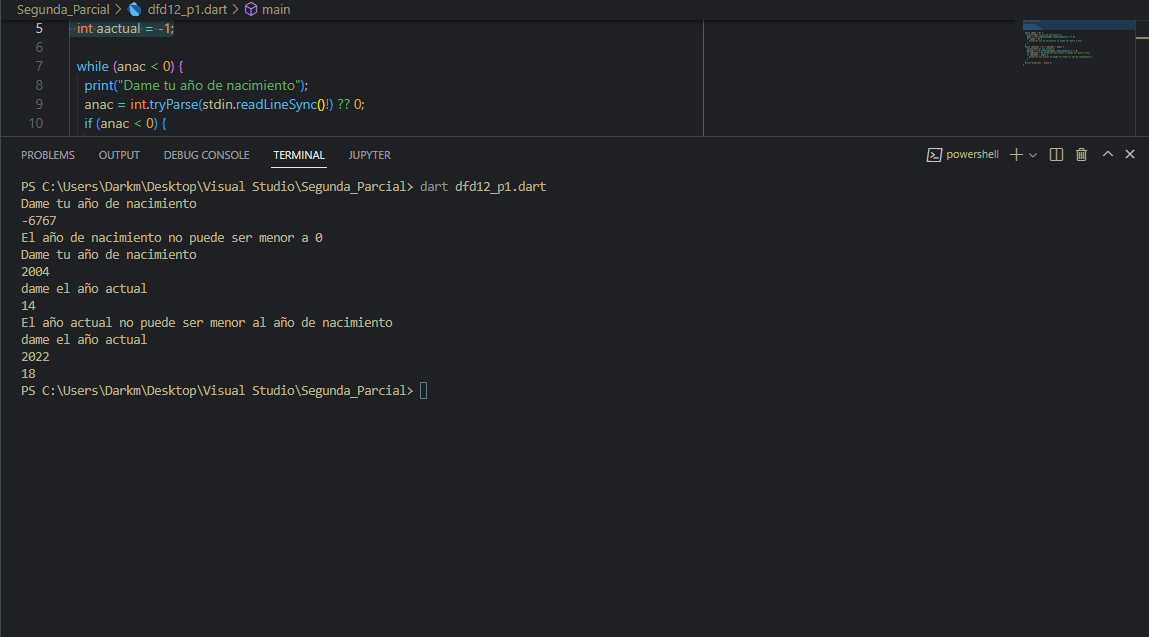 Segunda_Parcial > dfd12_p1.dart > main
5 int aactual = -1;
6
7 while (anac < 0) {
8 print("Dame tu año de nacimiento");
9 anac = int.tryParse(stdin.readLineSync()!) ?? 0;
10 if (anac < 0) {
PROBLEMS OUTPUT DEBUG CONSOLE TERMINAL JUPYTER powershell
PS C:\Users\Darkm\Desktop\Visual Studio\Segunda_Parcial> dart dfd12_p1.dart
Dame tu año de nacimiento
-6767
El año de nacimiento no puede ser menor a 0
Dame tu año de nacimiento
2004
dame el año actual
14
El año actual no puede ser menor al año de nacimiento
dame el año actual
2022
18
PS C:\Users\Darkm\Desktop\Visual Studio\Segunda_Parcial>